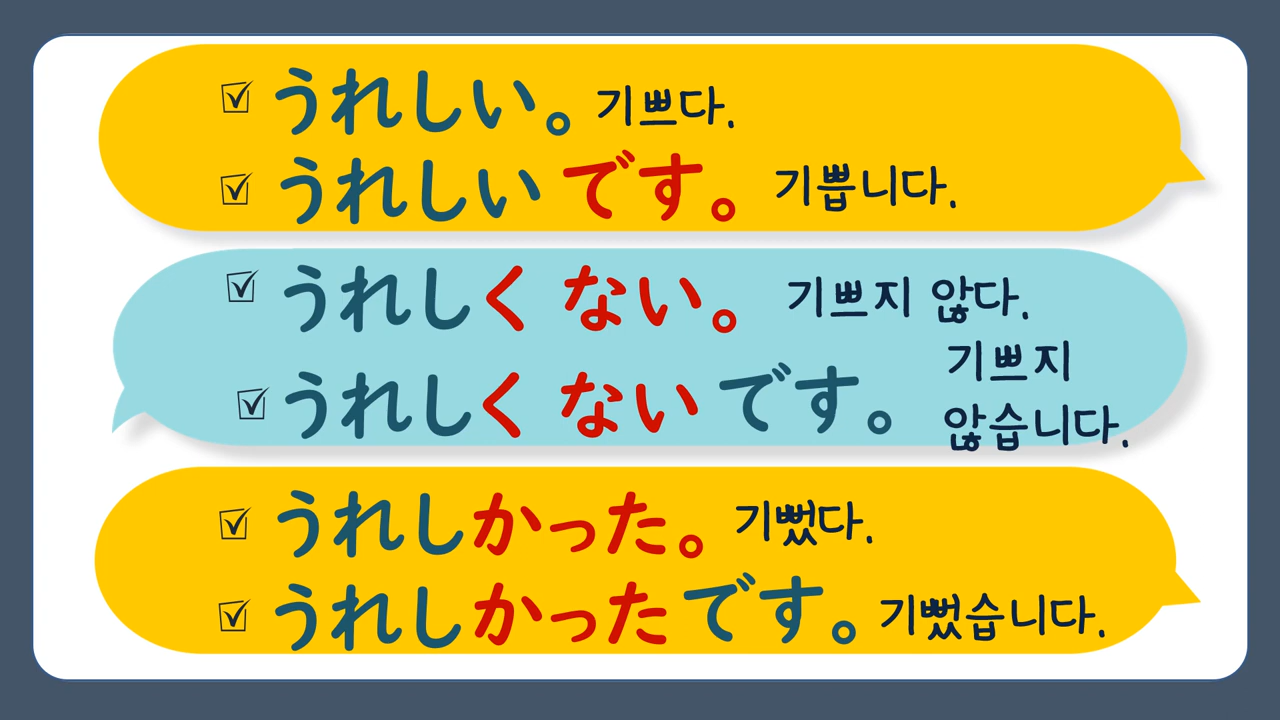 ☑ うれしい。 기쁘다.
☑ うれしい です。 기쁩니다.
☑ うれしく ない。 기쁘지 않다.
☑ うれしく ない です。 기쁘지
않습니다.
☑ うれしかった。 기뻤다.
☑ うれしかった です。 기뻤습니다.